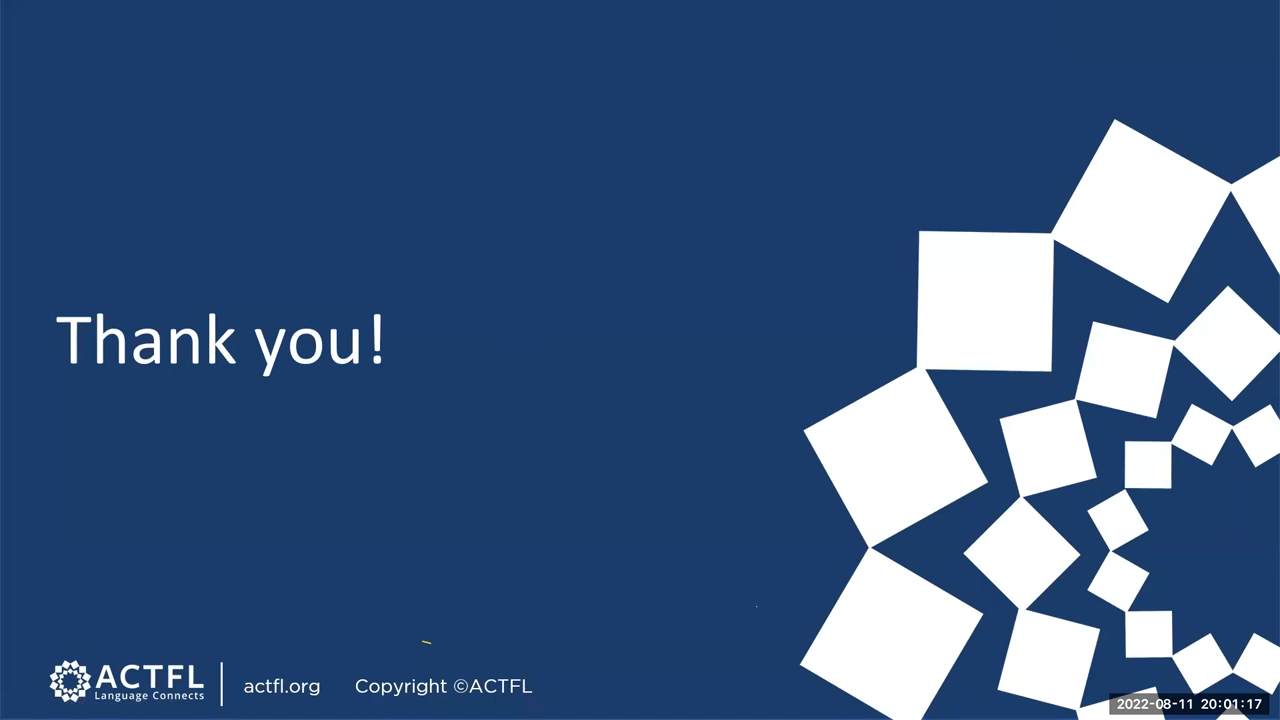 Thank you!
ACTFL
Language Connects
actfl.org
Copyright ©ACTFL
2022-08-11 20:01:17